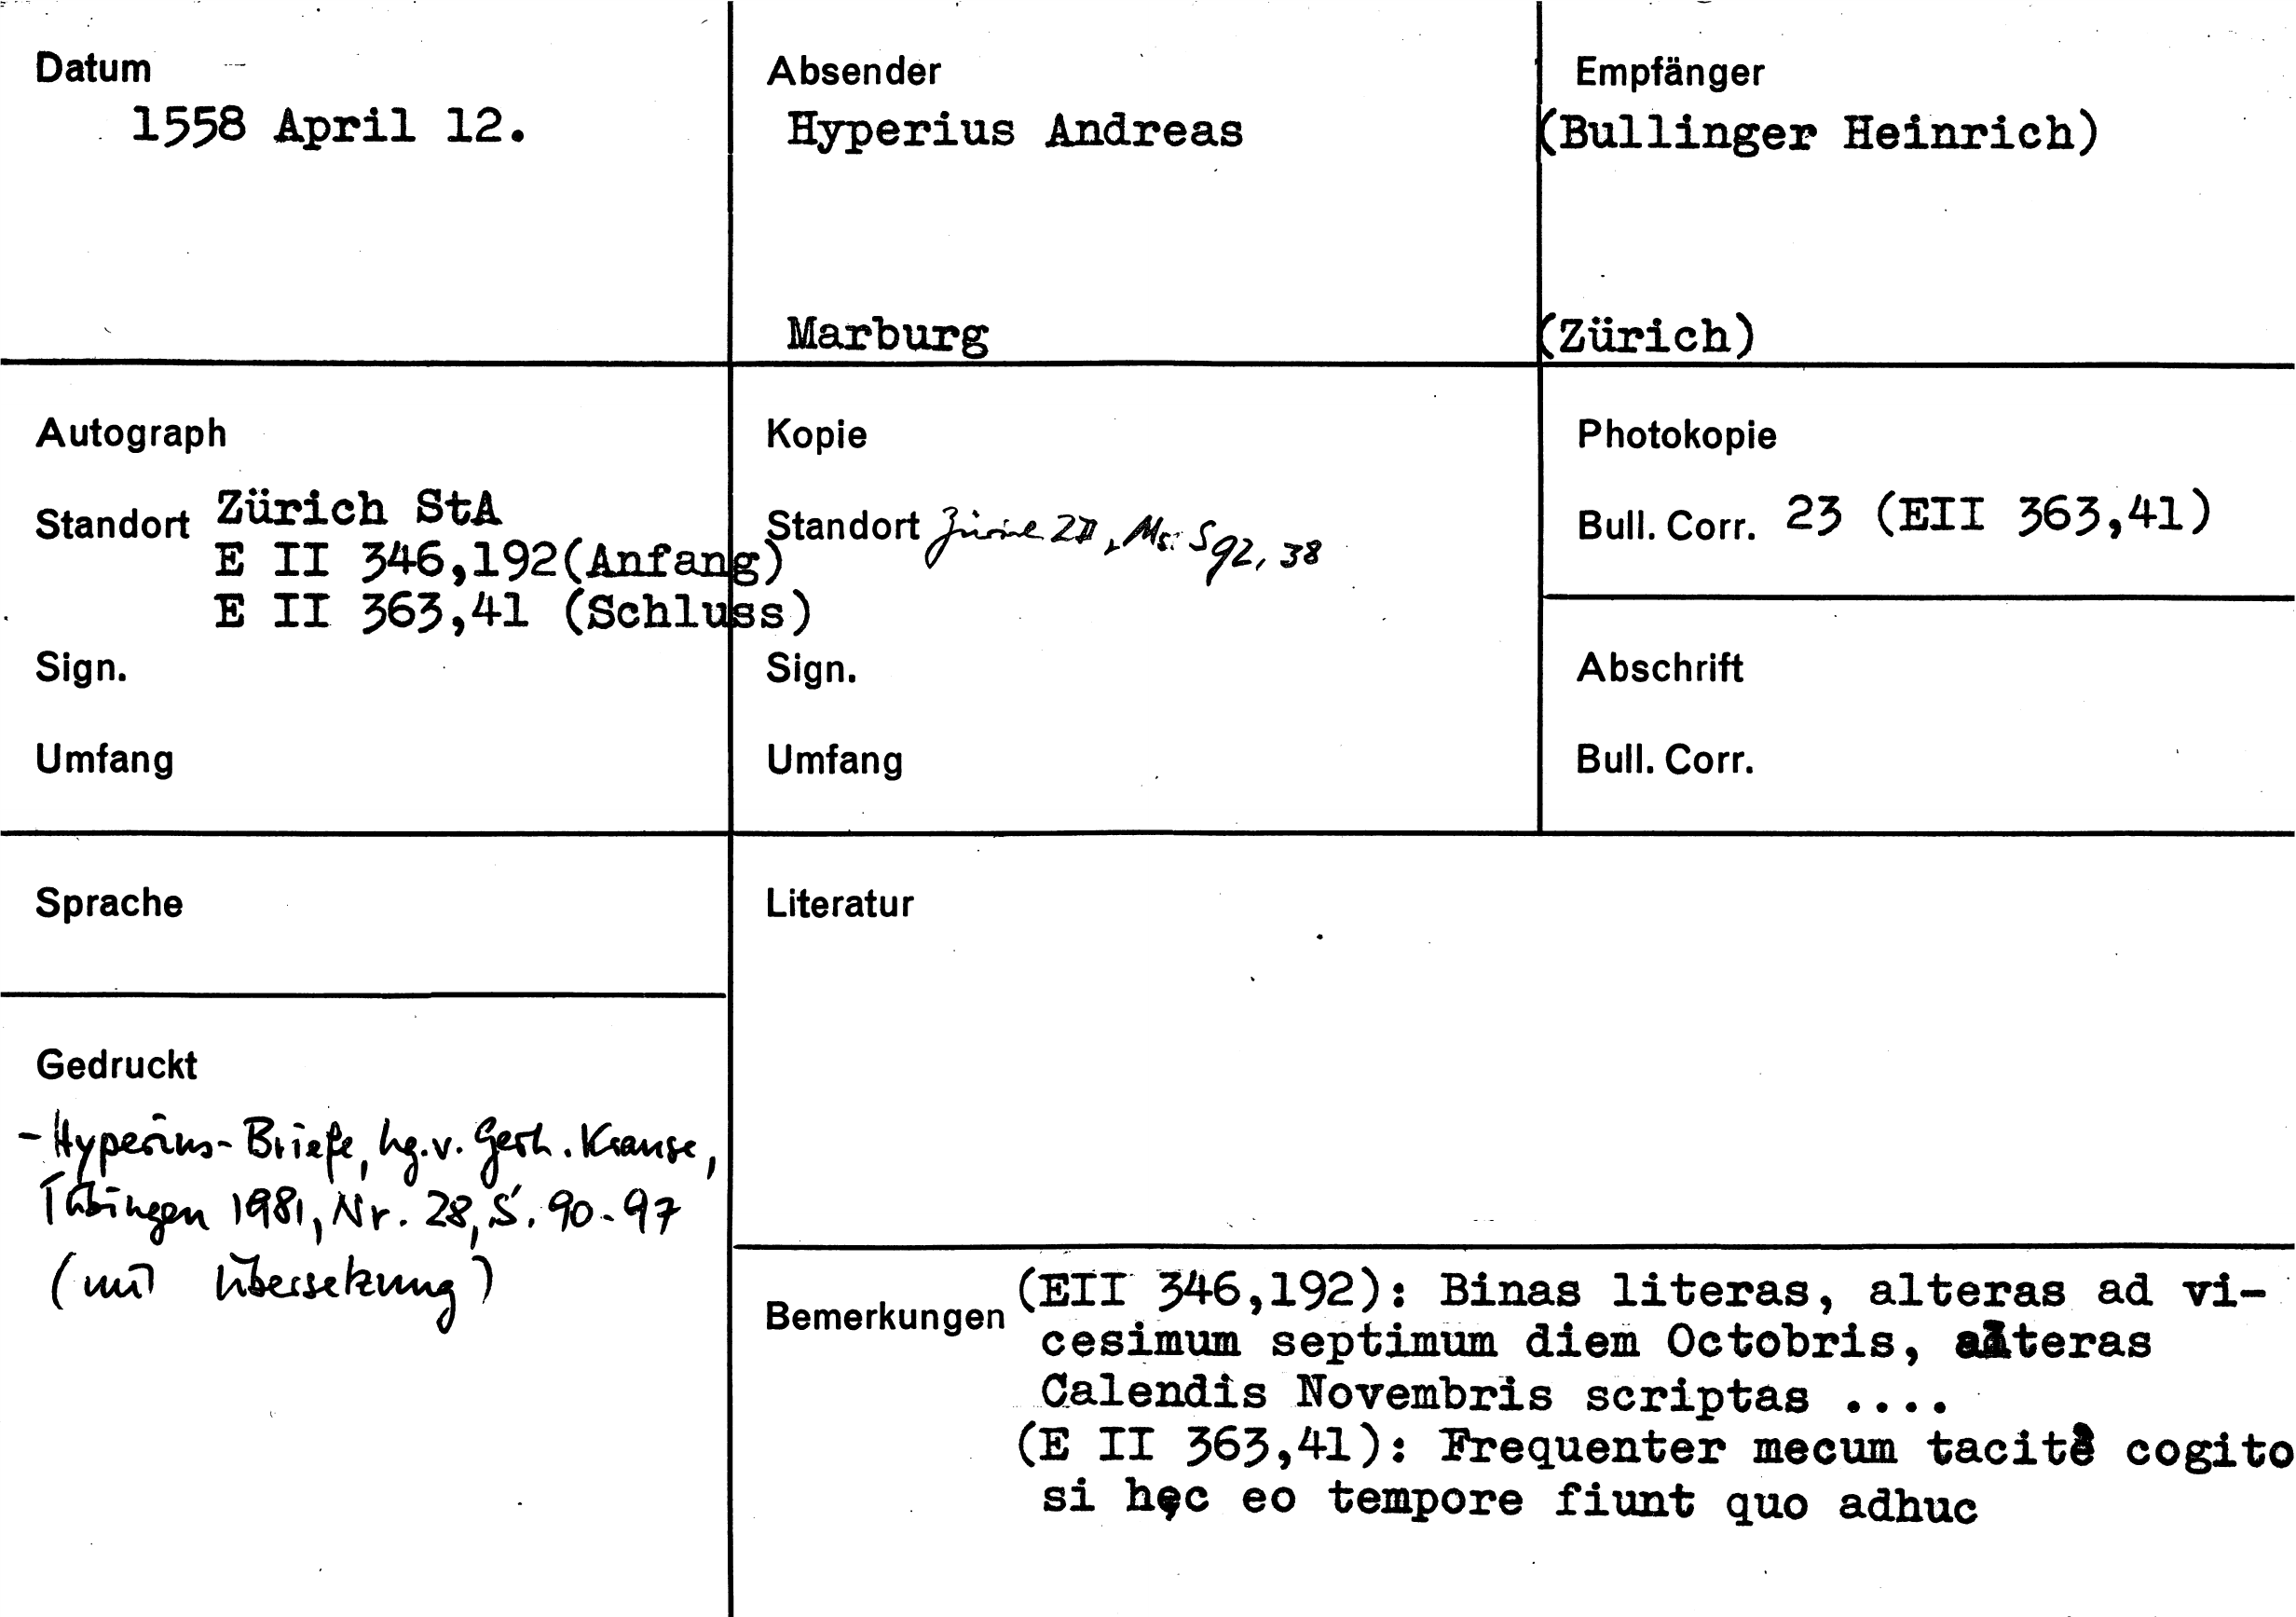 Datum
1558 April 12.
Absender
Hyperius Andreas
Marburg
Empfänger
(Bullinger Heinrich)
(Zürich)
Autograph
Standort Zürich StA
E II 346,192(Anfang)
E II 363,41 (Schluss)
Sign.
Umfang
Kopie
Standort Zürich ZB, Ms. S 92, 38
Sign.
Umfang
Photokopie
Bull. Corr. 23 (EII 363,41)
Abschrift
Bull. Corr.
Sprache
Literatur
Gedruckt
- Hyperius-Briefe, hg. v. Gerh. Krause,
Tübingen 1981, Nr. 28, S. 90-97
(mit Übersetzung)
Bemerkungen (EII 346,192): Binas literas, alteras ad vi-
cesimum septimum diem Octobris, alteras
Calendis Novembris scriptas ....
(E II 363,41): Frequenter mecum tacite cogito
si hęc eo tempore fiunt quo adhuc